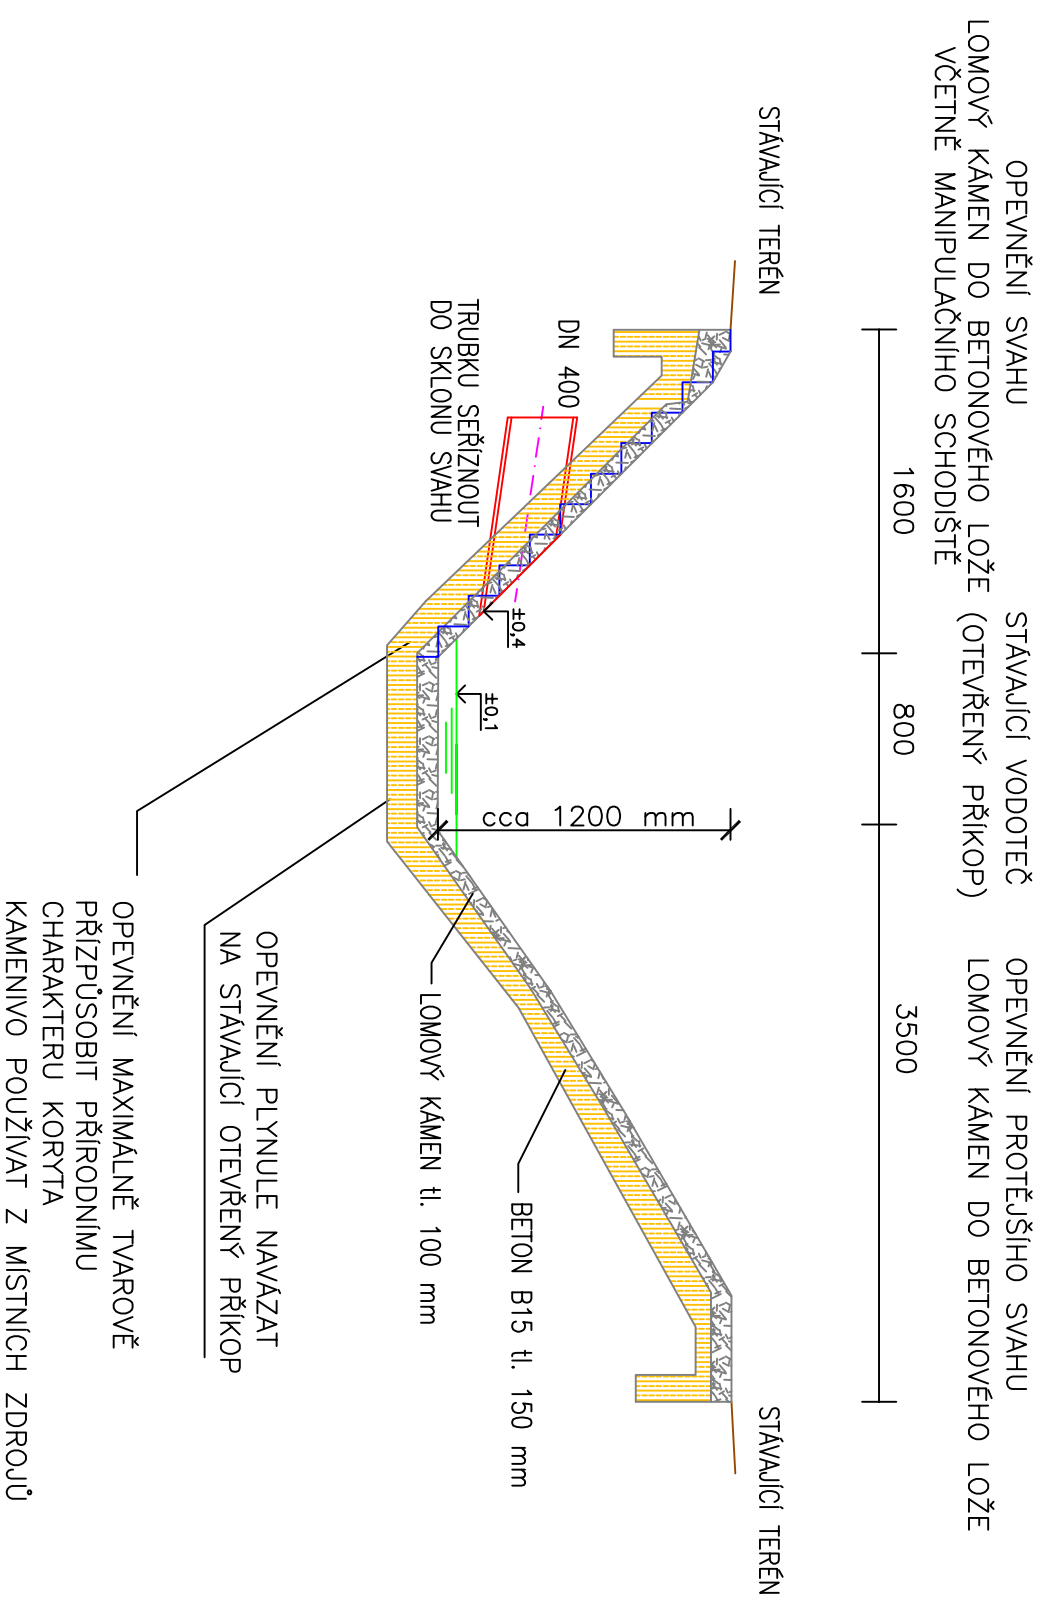 OPEVNĚNÍ SVAHU
LOMOVÝ KÁMEN DO BETONOVÉHO LOŽE
VČETNĚ MANIPULAČNÍHO SCHODIŠTĚ
STÁVAJÍCÍ VODOTEČ
(OTEVŘENÝ PŘÍKOP)
OPEVNĚNÍ PROTĚJŠÍHO SVAHU
LOMOVÝ KÁMEN DO BETONOVÉHO LOŽE
1600
800
3500
STÁVAJÍCÍ TERÉN
STÁVAJÍCÍ TERÉN
cca 1200 mm
DN 400
TRUBKU SEŘÍZNOUT
DO SKLONU SVAHU
±0,4
±0,1
BETON B15 tl. 150 mm
LOMOVÝ KÁMEN tl. 100 mm
OPEVNĚNÍ PLYNULE NAVÁZAT
NA STÁVAJÍCÍ OTEVŘENÝ PŘÍKOP
OPEVNĚNÍ MAXIMÁLNĚ TVAROVĚ
PŘÍZPŮSOBIT PŘÍRODNÍMU
CHARAKTERU KORYTA
KAMENIVO POUŽÍVAT Z MÍSTNÍCH ZDROJŮ